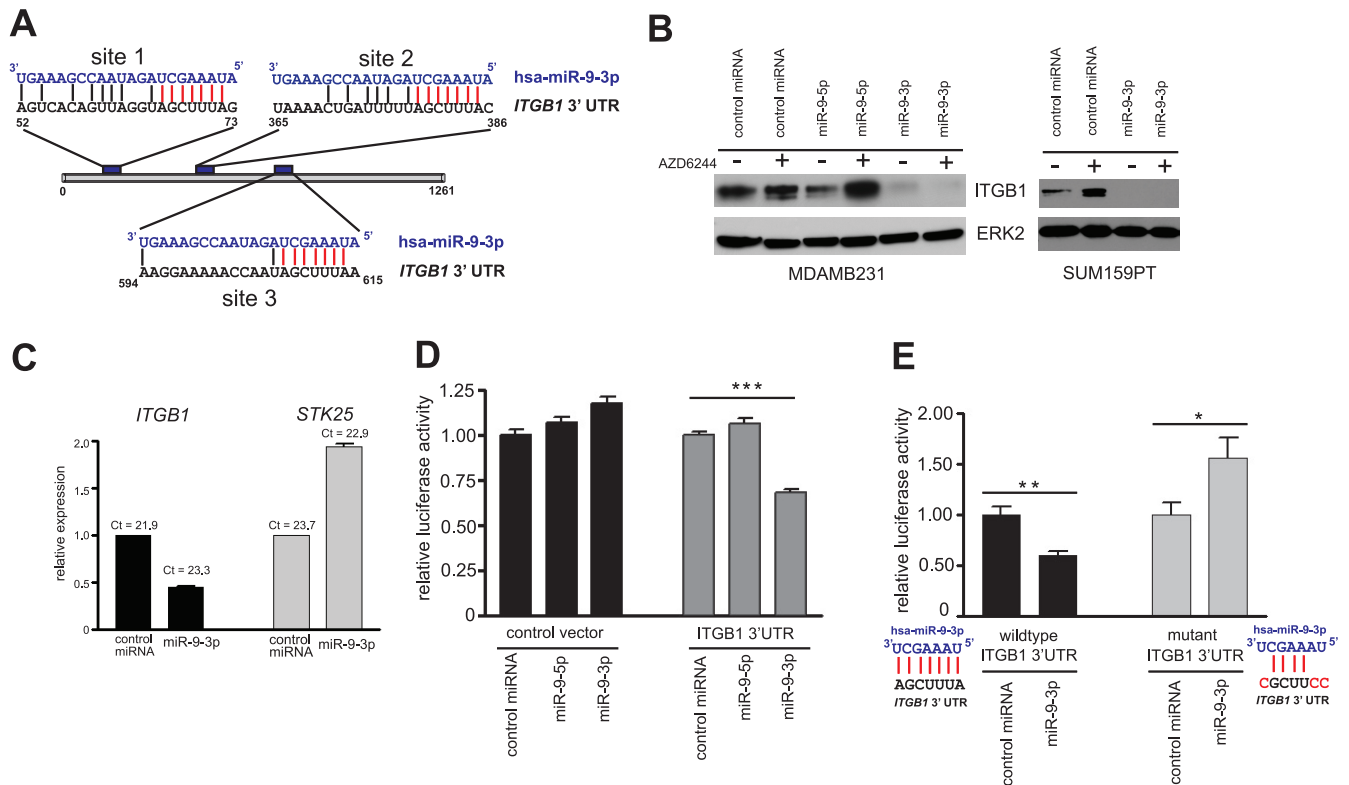 A
site 1
site 2
3' UGAAAGCCAAUAGAUCGAAAUA 5'
3' UGAAAGCCAAUAGAUCGAAAUA 5'
hsa-miR-9-3p
AGUCACAGUUAGGUAGCUUUAG
UAAAACUGAUUUUUAGCUUUAC
ITGB1 3' UTR
52 73
365 386
0 1261
3' UGAAAGCCAAUAGAUCGAAAUA 5'
hsa-miR-9-3p
AAGGAAAAACCAAUAGCUUUAA
ITGB1 3' UTR
594 615
site 3
B
control miRNA
control miRNA
miR-9-5p
miR-9-5p
miR-9-3p
miR-9-3p
control miRNA
control miRNA
miR-9-3p
miR-9-3p
AZD6244 - + - + - + - + - +
ITGB1
ERK2
MDAMB231
SUM159PT
C
ITGB1
STK25
relative expression
2.0
1.5
1.0
0.5
0
Ct = 21,9
Ct = 23,3
Ct = 23,7
Ct = 22,9
control miRNA
miR-9-3p
control miRNA
miR-9-3p
D
relative luciferase activity
1.25
1.00
0.75
0.50
0.25
0
***
control vector
ITGB1 3'UTR
control miRNA
miR-9-5p
miR-9-3p
control miRNA
miR-9-5p
miR-9-3p
E
relative luciferase activity
2.00
1.50
1.00
0.50
00
**
*
hsa-miR-9-3p
3'UCGAAAU5'
AGCUUUA
ITGB1 3' UTR
wildtype
ITGB1 3'UTR
mutant
ITGB1 3'UTR
hsa-miR-9-3p
3'UCGAAAU5'
CGCUUCC
ITGB1 3' UTR
control miRNA
miR-9-3p
control miRNA
miR-9-3p